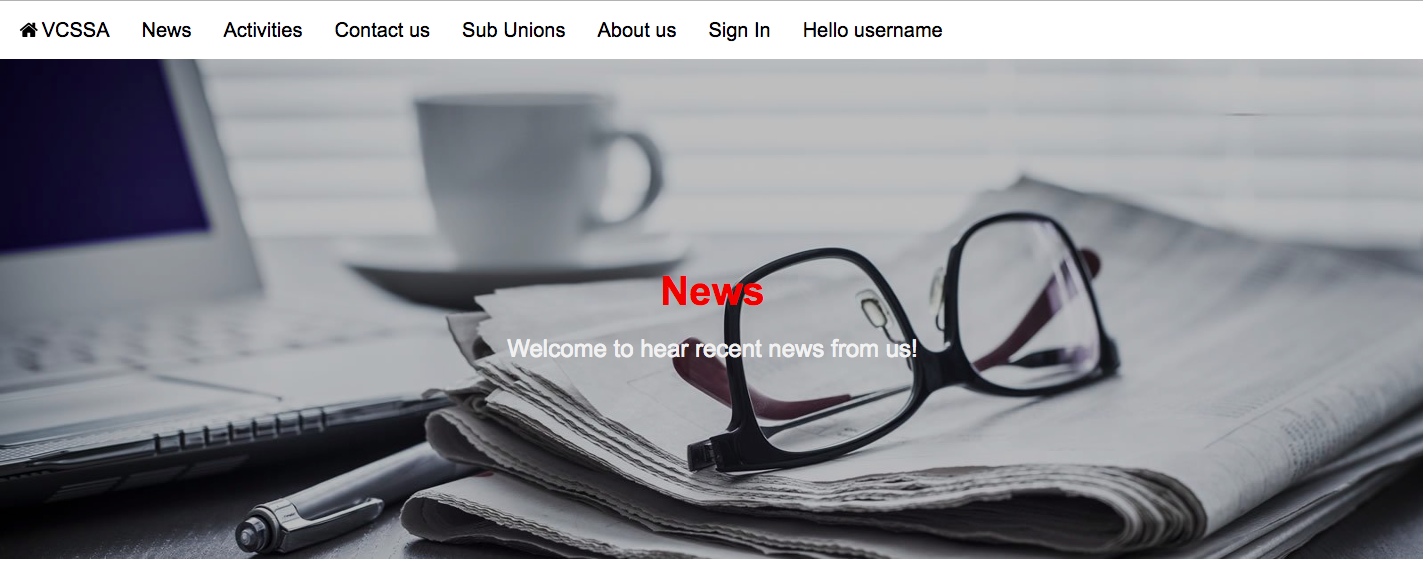 VCSSA News Activities Contact us Sub Unions About us Sign In Hello username
News
Welcome to hear recent news from us!